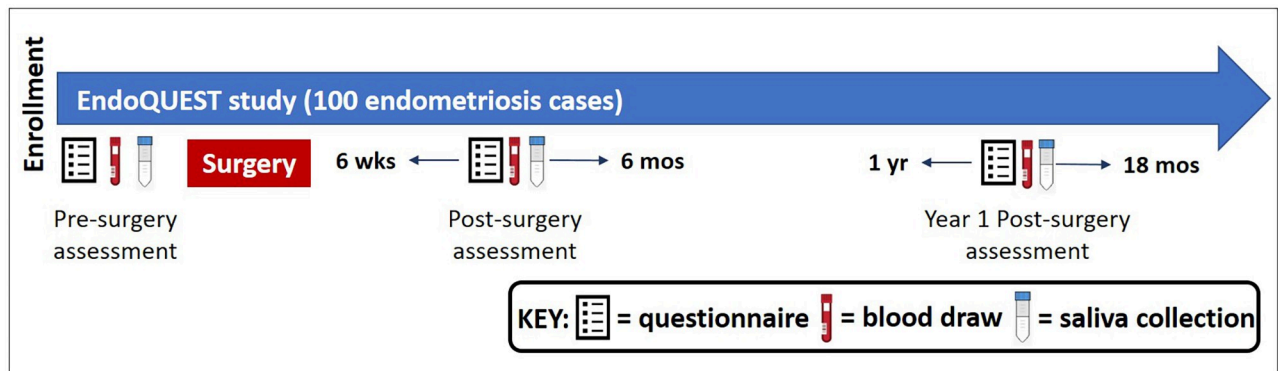 Enrollment
EndoQUEST study (100 endometriosis cases)
Surgery
6 wks
6 mos
1 yr
18 mos
Pre-surgery
assessment
Post-surgery
assessment
Year 1 Post-surgery
assessment
KEY: = questionnaire = blood draw = saliva collection